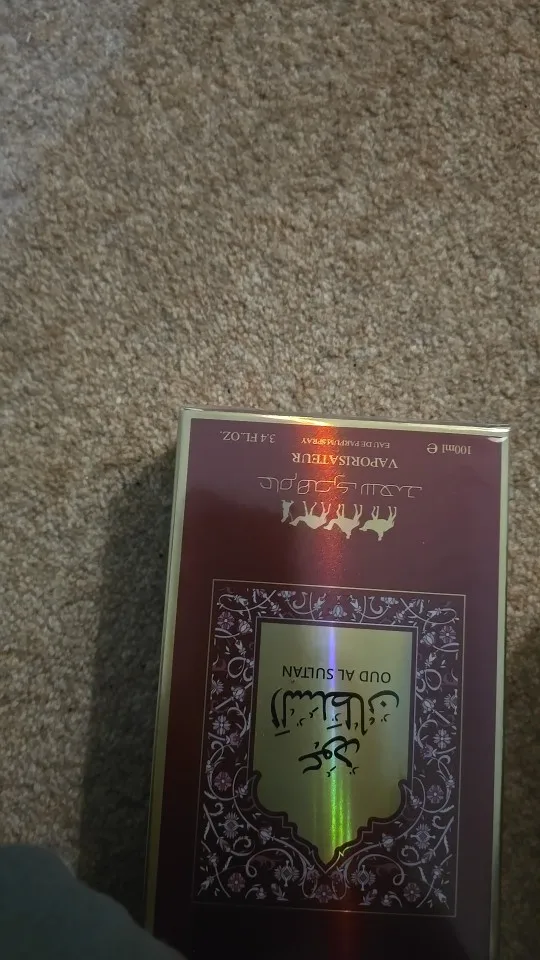 عود
السلطان
OUD AL SULTAN
VAPORISATEUR
100ml e EAU DE PARFUM SPRAY 3.4 FL.OZ.